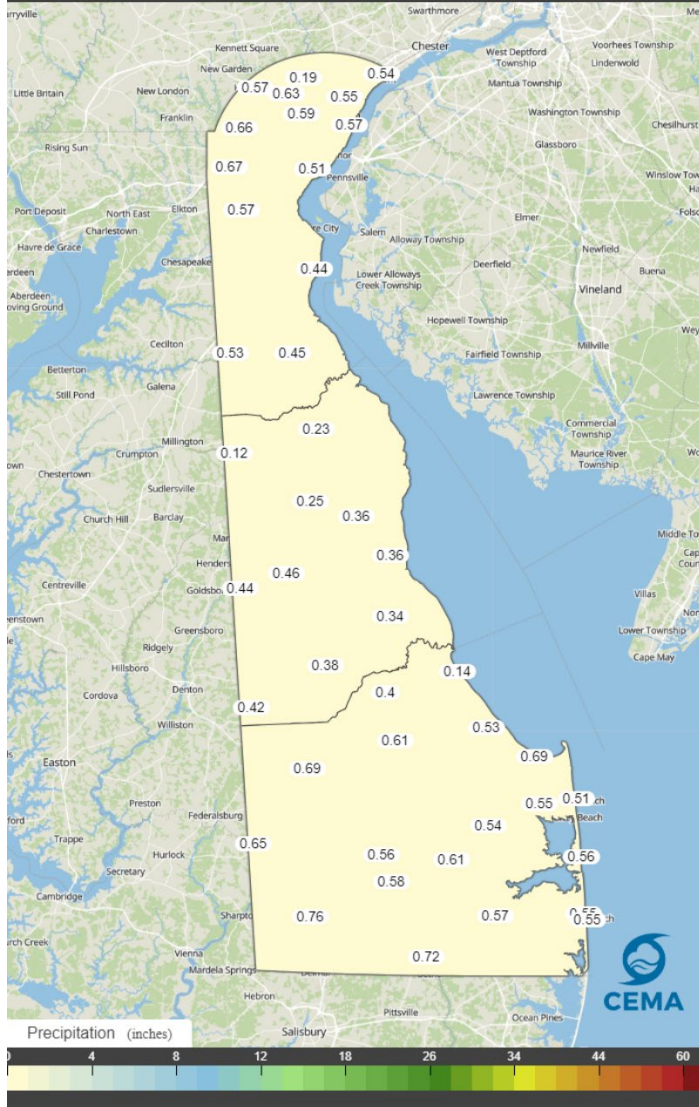 Swarthmore
Kennett Square
Chester
West Deptford
Township
Voorhees Township
Lindenwold
New Garden
0.19
0.54
Mantua Township
Little Britain
New London
0.57
0.63
0.55
Franklin
0.59
Washington Township
0.66
0.57
Glassboro
Rising Sun
0.67
0.51
Pennsville
Port Deposit
North East
Elkton
0.57
Elmer
Charlestown
Salem
Havre de Grace
Alloway Township
Newfield
0.44
Deerfield
Buena
Aberdeen
Lower Alloways
Creek Township
Vineland
Hopewell Township
Millville
Cecilton
0.53
0.45
Fairfield Township
Betterton
Galena
Still Pond
Lawrence Township
Commercial
Township
0.23
Millington
0.12
Crumpton
Maurice River
Township
Chestertown
Sudlersville
0.25
Church Hill
Barclay
0.36
0.36
0.46
Centreville
0.44
Villas
0.34
Greensboro
Lower Township
Ridgely
Cape May
Hillsboro
0.38
0.14
Denton
0.4
Cordova
0.42
Williston
0.53
0.61
Easton
0.69
0.69
Preston
0.55
0.51
Federalsburg
Beach
0.54
Trappe
0.65
Hurlock
0.56
0.61
0.56
Secretary
0.58
Cambridge
0.76
0.57
0.55
0.55
Vienna
0.72
Mardela Springs
CEMA
Hebron
Pittsville
Ocean Pines
Precipitation (inches)
Salisbury
0 4 8 12 18 26 34 44 60